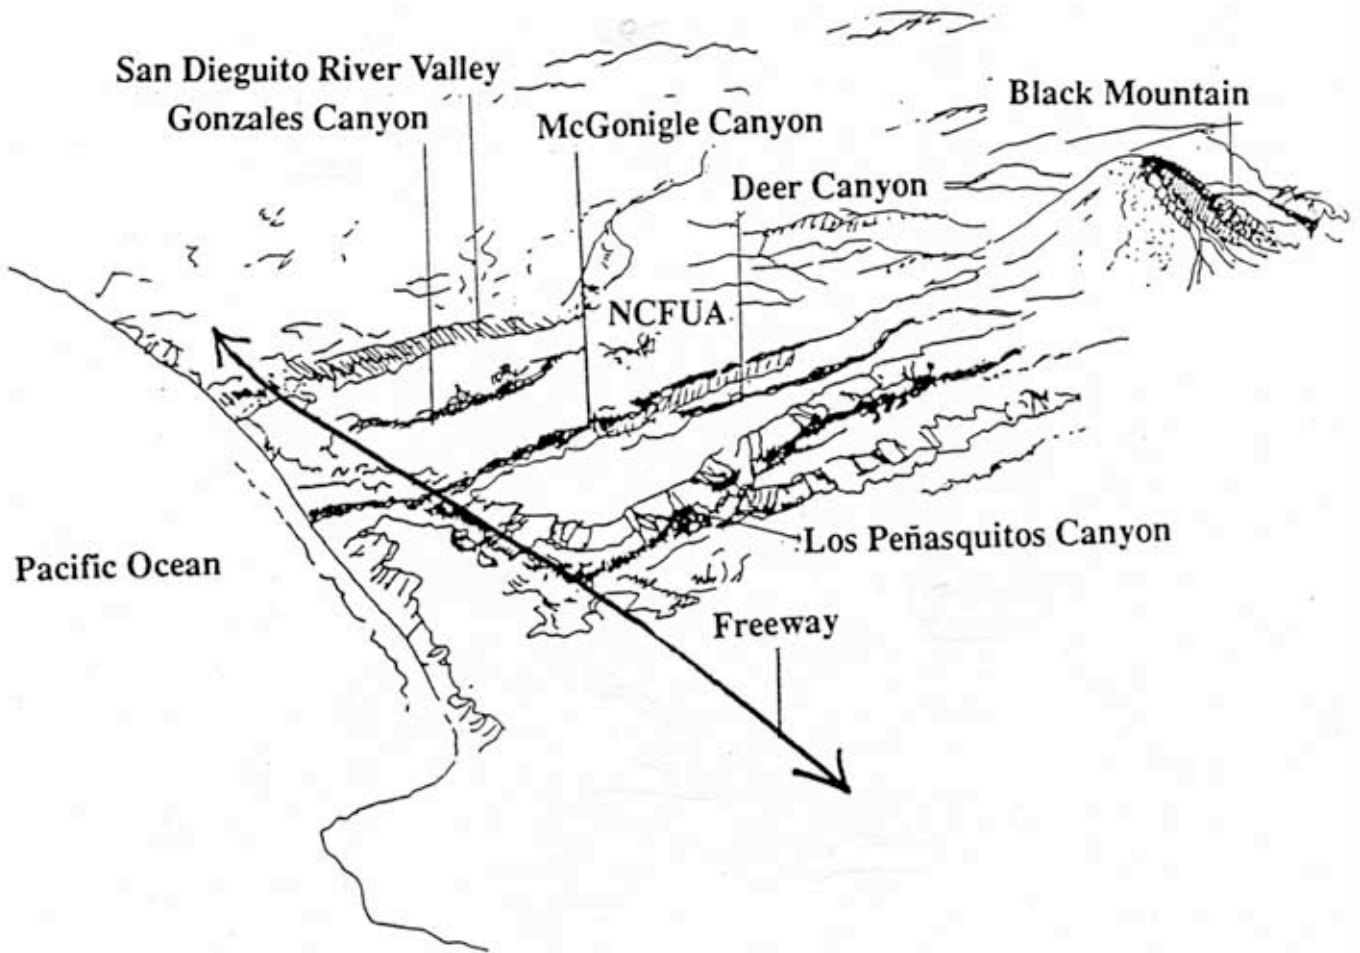 San Dieguito River Valley
Gonzales Canyon
McGonigle Canyon
Black Mountain
Deer Canyon
NCFUA
Los Peñasquitos Canyon
Pacific Ocean
Freeway